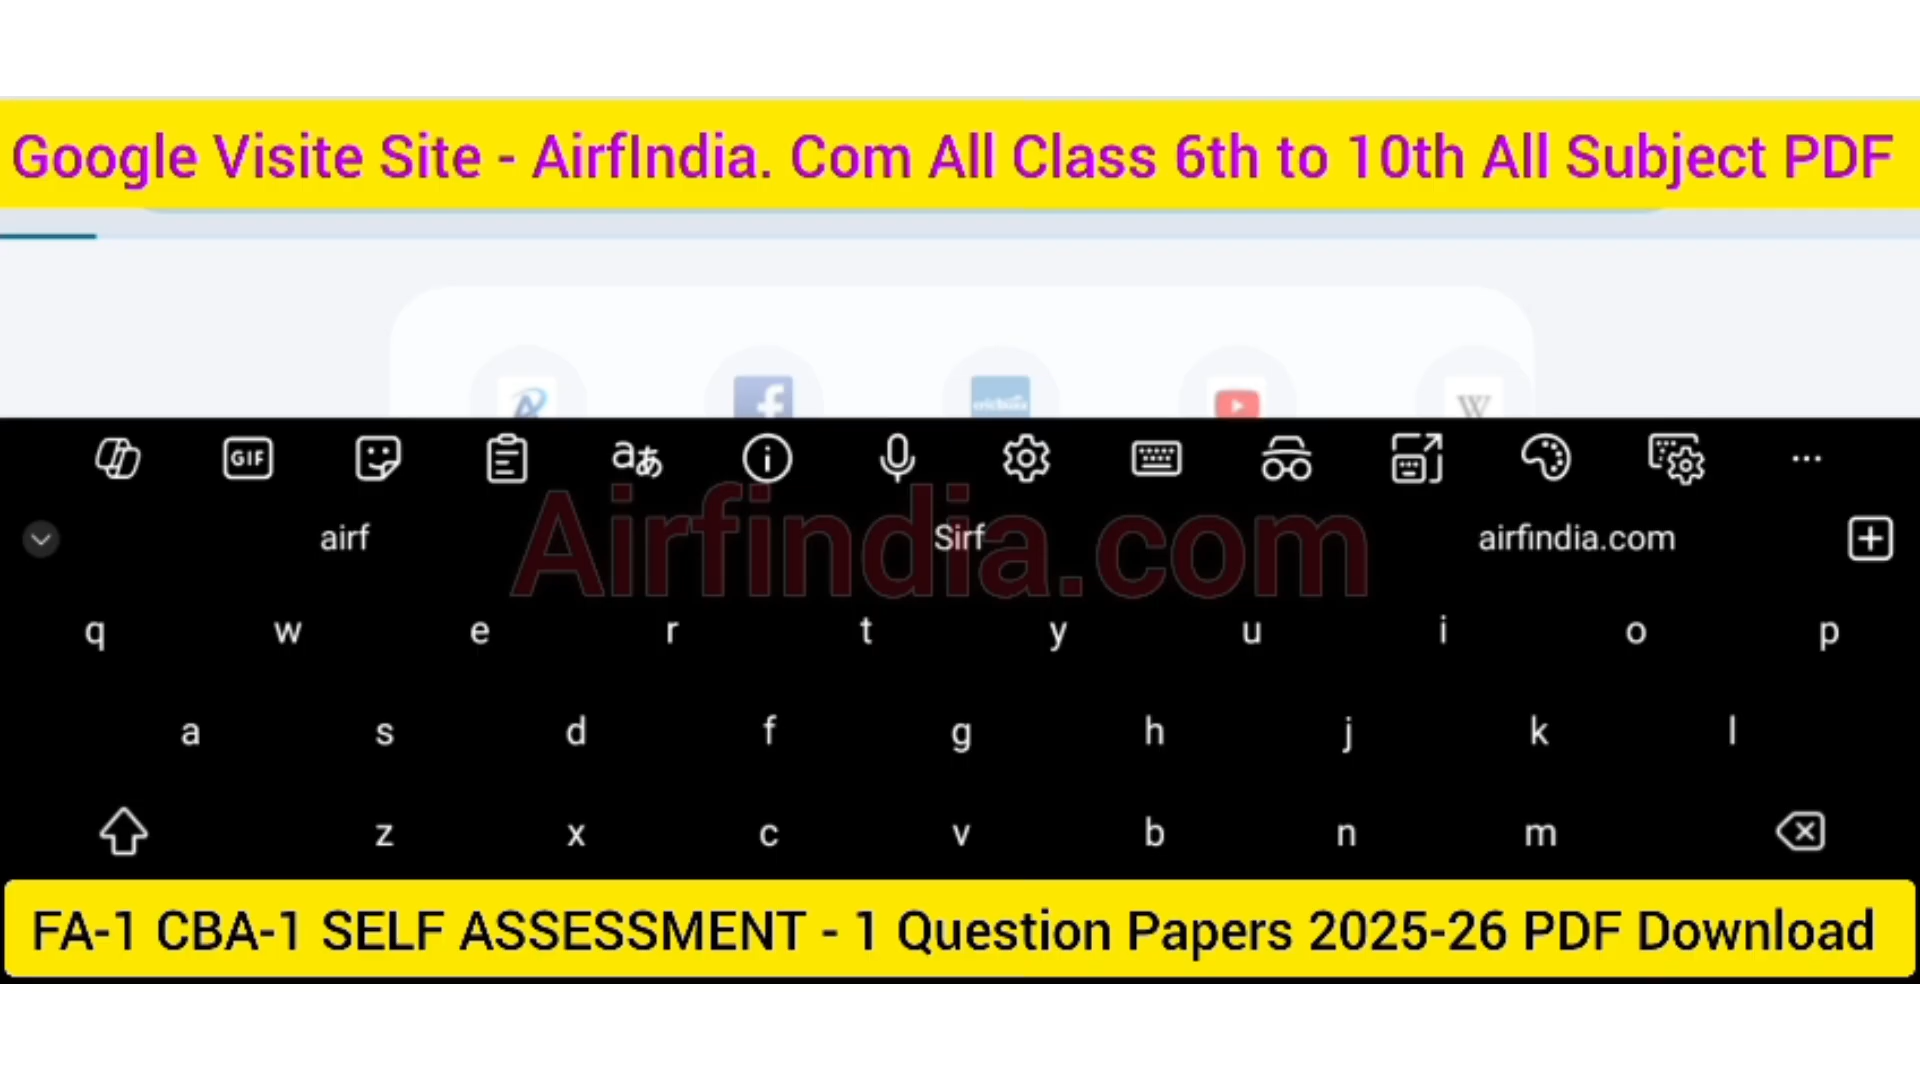 Google Visite Site - AirfIndia. Com All Class 6th to 10th All Subject PDF
GIF
airf Sirf airfindia.com
Airfindia.com
q w e r t y u i o p
a s d f g h j k l
z x c v b n m
FA-1 CBA-1 SELF ASSESSMENT - 1 Question Papers 2025-26 PDF Download